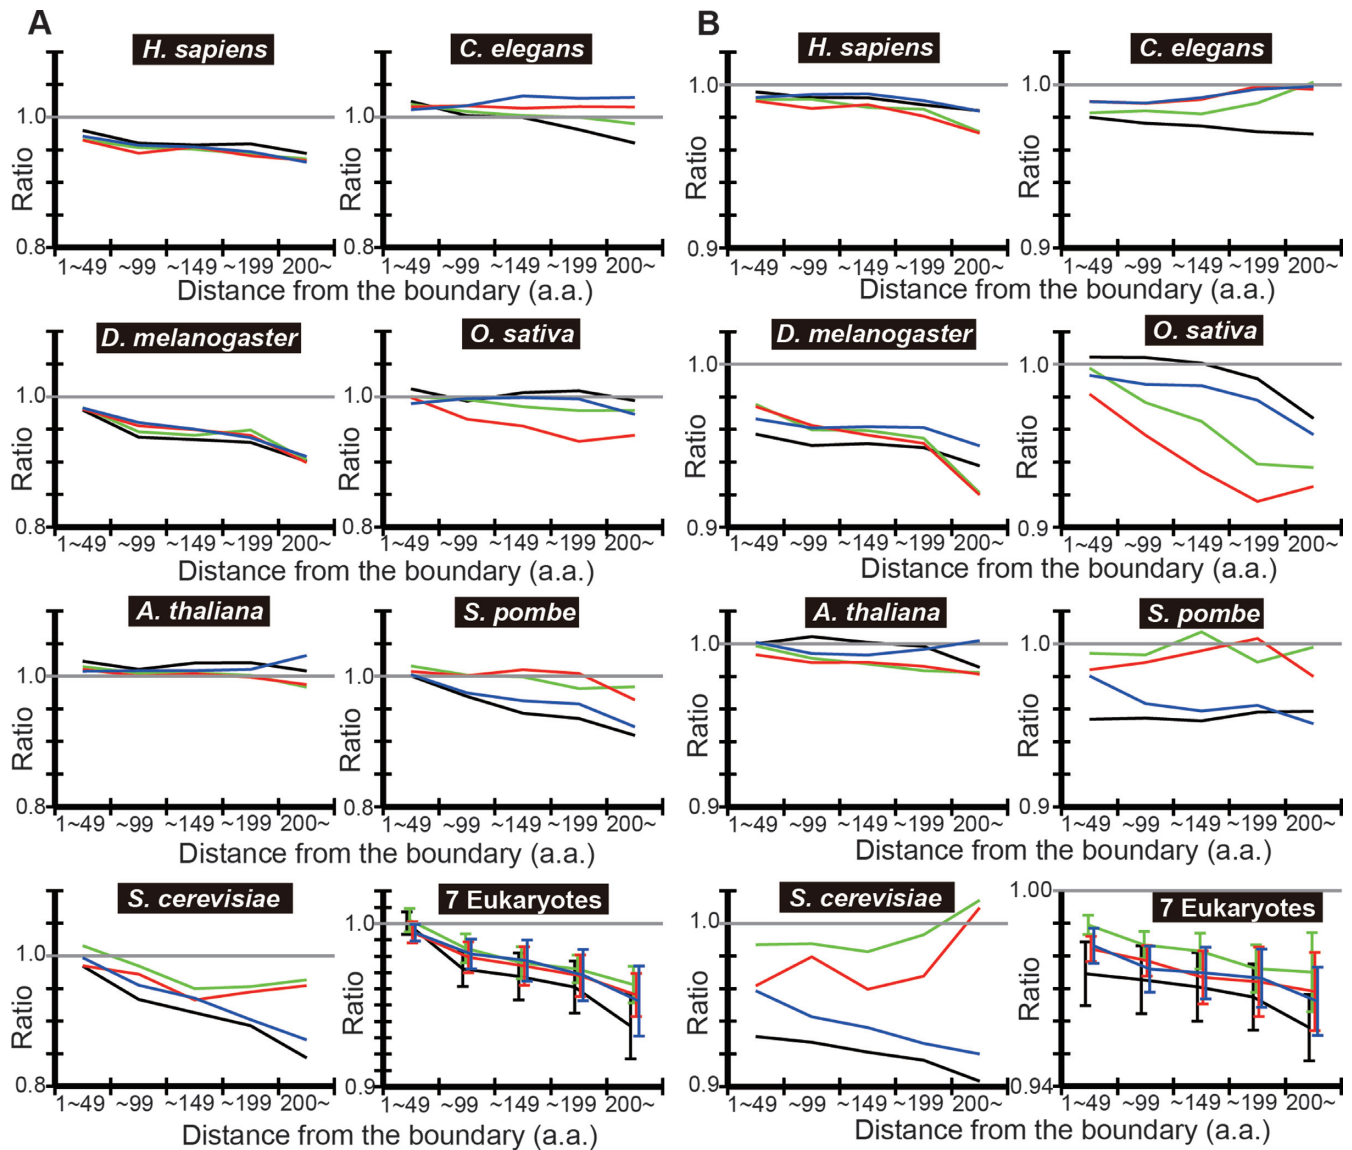 A
B
H. sapiens
C. elegans
H. sapiens
C. elegans
1.0
1.0
1.0
1.0
Ratio
Ratio
Ratio
Ratio
0.8
0.8
0.9
0.9
1~49 ~99 ~149 ~199 200~
1~49 ~99 ~149 ~199 200~
1~49 ~99 ~149 ~199 200~
1~49 ~99 ~149 ~199 200~
Distance from the boundary (a.a.)
Distance from the boundary (a.a.)
D. melanogaster
O. sativa
D. melanogaster
O. sativa
1.0
1.0
1.0
1.0
Ratio
Ratio
Ratio
Ratio
0.8
0.8
0.9
0.9
1~49 ~99 ~149 ~199 200~
1~49 ~99 ~149 ~199 200~
1~49 ~99 ~149 ~199 200~
1~49 ~99 ~149 ~199 200~
Distance from the boundary (a.a.)
Distance from the boundary (a.a.)
A. thaliana
S. pombe
A. thaliana
S. pombe
1.0
1.0
1.0
1.0
Ratio
Ratio
Ratio
Ratio
0.8
0.8
0.9
0.9
1~49 ~99 ~149 ~199 200~
1~49 ~99 ~149 ~199 200~
1~49 ~99 ~149 ~199 200~
1~49 ~99 ~149 ~199 200~
Distance from the boundary (a.a.)
Distance from the boundary (a.a.)
S. cerevisiae
7 Eukaryotes
S. cerevisiae
7 Eukaryotes
1.0
1.0
1.0
1.00
Ratio
Ratio
Ratio
Ratio
0.8
0.9
0.9
0.94
1~49 ~99 ~149 ~199 200~
1~49 ~99 ~149 ~199 200~
1~49 ~99 ~149 ~199 200~
1~49 ~99 ~149 ~199 200~
Distance from the boundary (a.a.)
Distance from the boundary (a.a.)